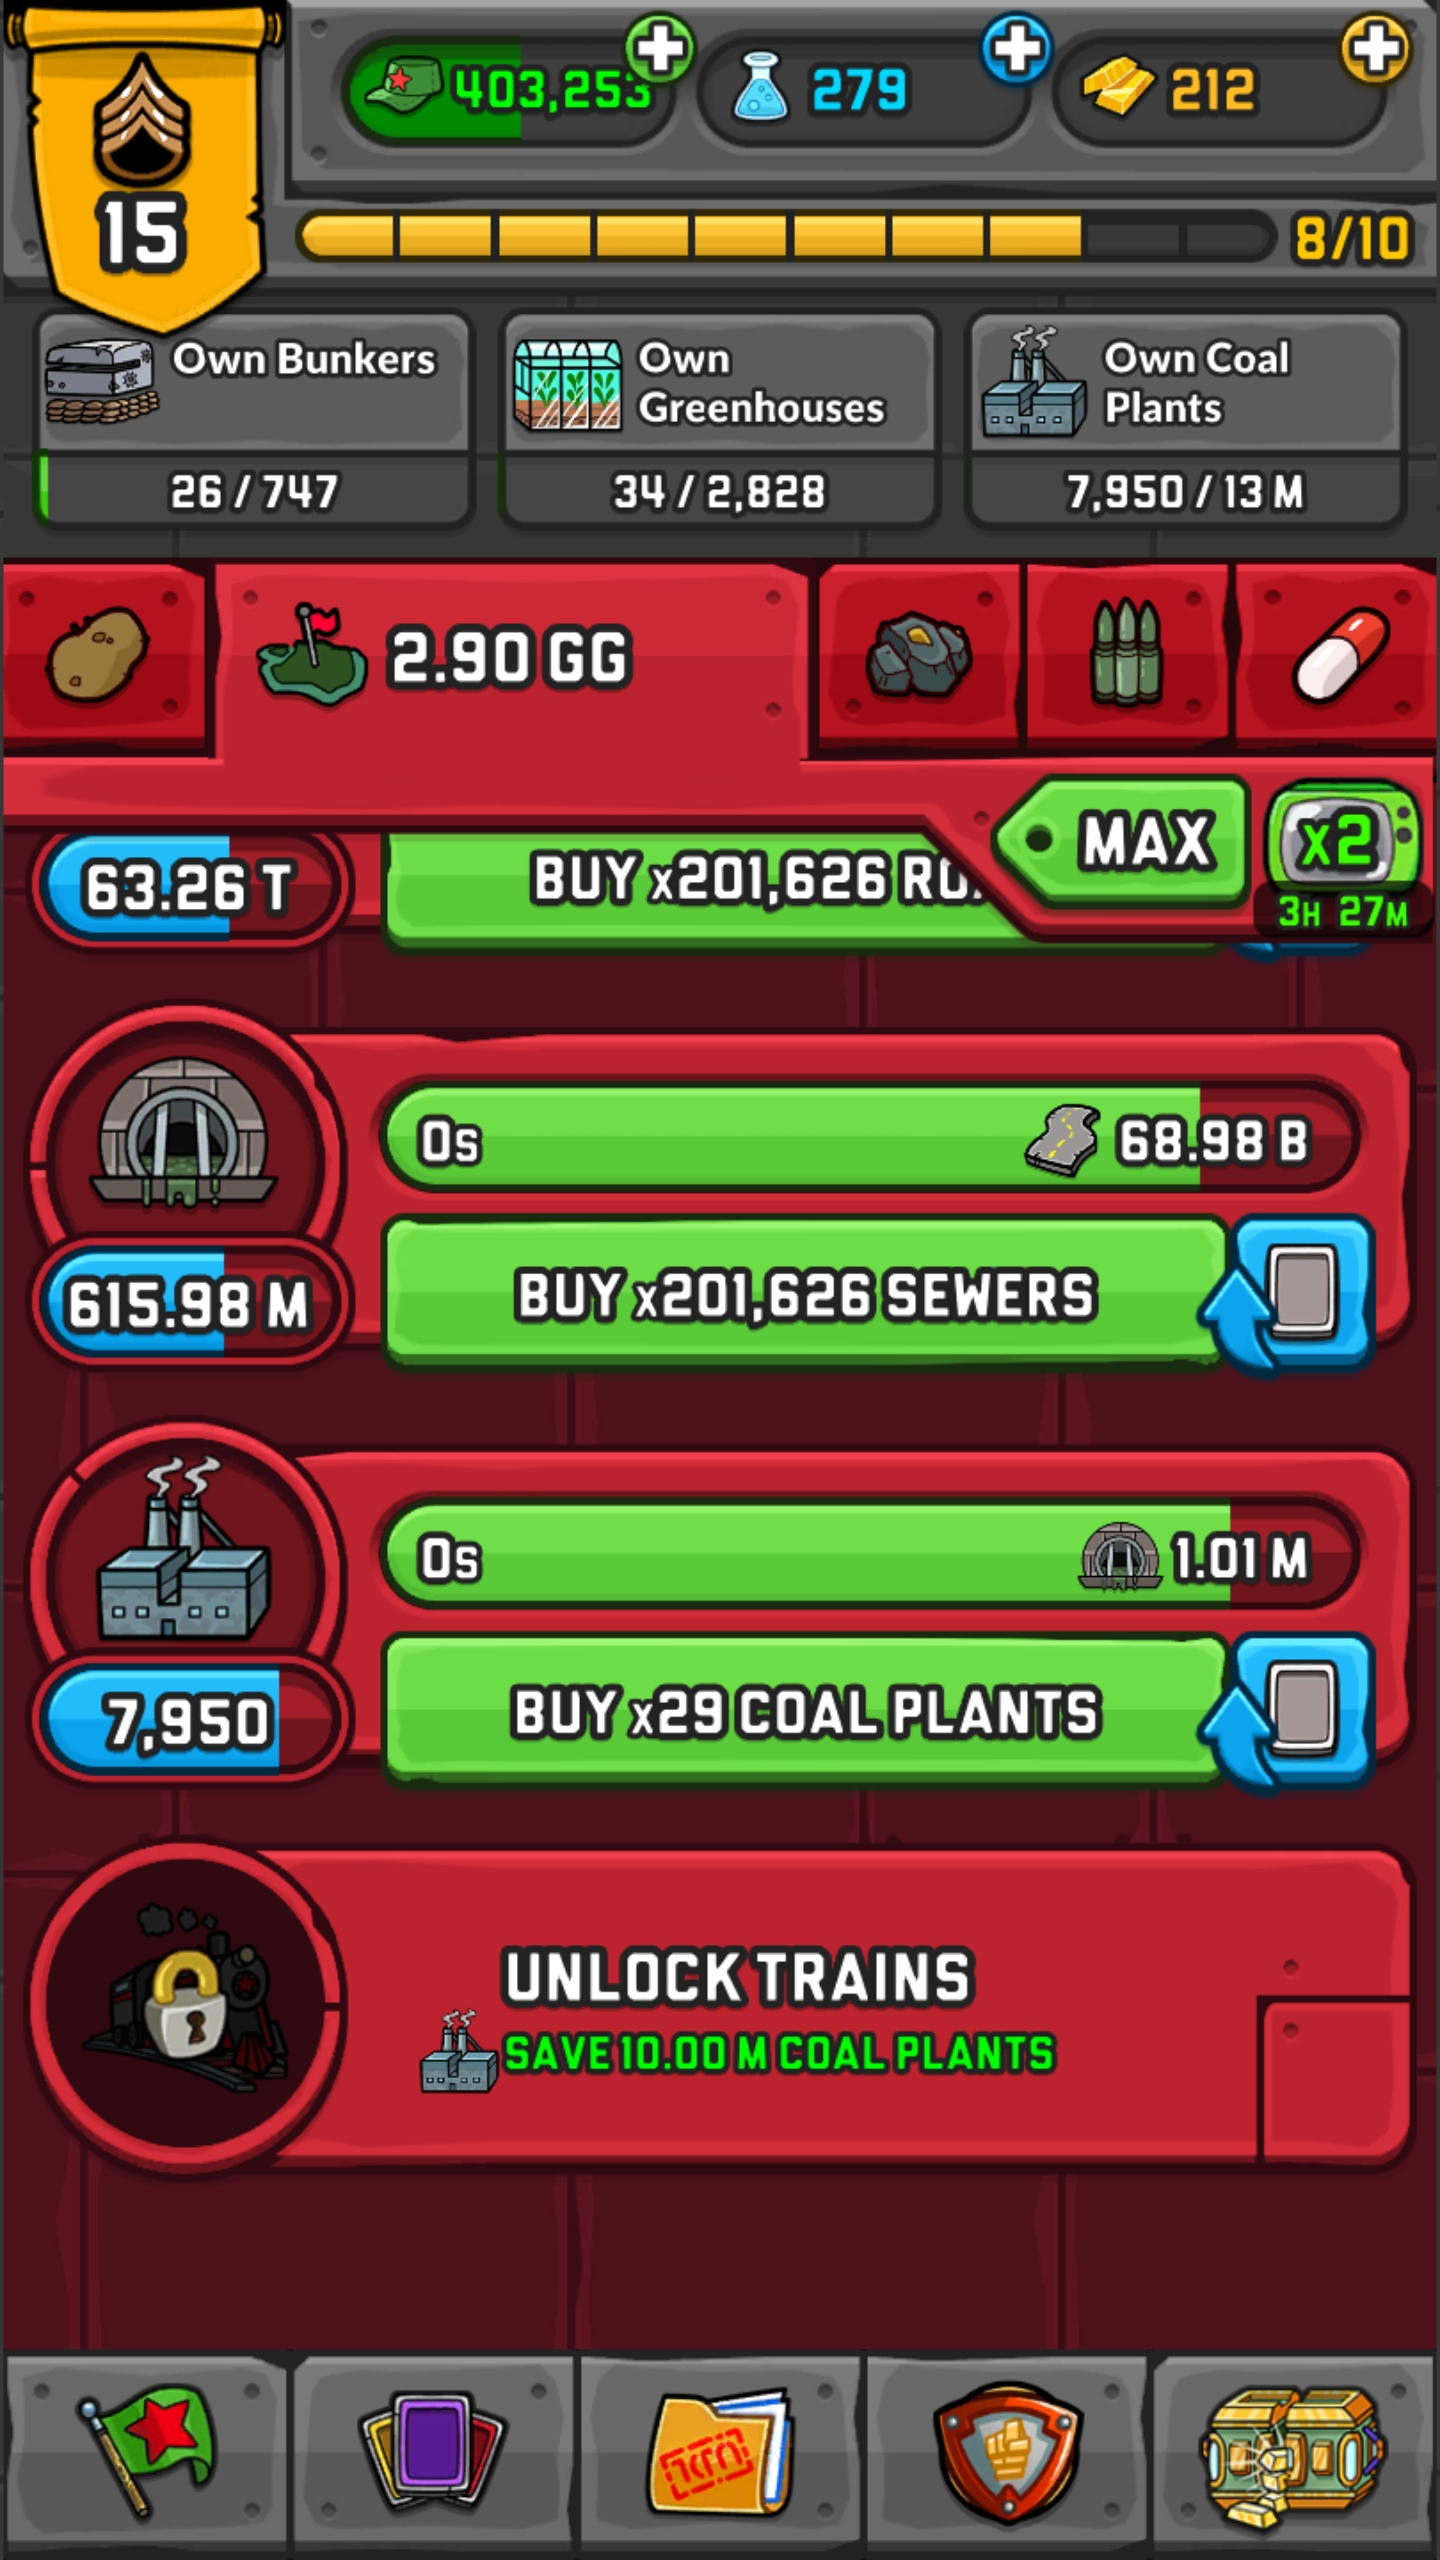 403,253
279
212
15
8/10
Own Bunkers
26 / 747
Own
Greenhouses
34 / 2,828
Own Coal
Plants
7,950 / 13 M
2.90 GG
MAX
x2
3H 27M
63.26 T
BUY x201,626
0s
68.98 B
615.98 M
BUY x201,626 SEWERS
0s
1.01 M
7,950
BUY x29 COAL PLANTS
UNLOCK TRAINS
SAVE 10.00 M COAL PLANTS